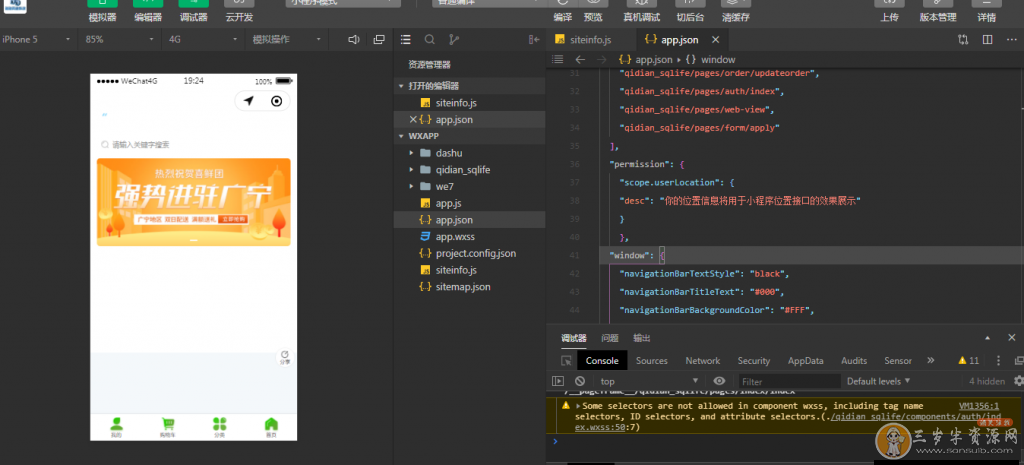 小程序模式
普通编译
模拟器 编辑器 调试器 云开发
编译 预览 真机调试 切后台 清缓存
上传 版本管理 详情
iPhone 5 85% 4G 模拟操作
WeChat4G 19:24 100%
请输入关键字搜索
热烈祝贺喜鲜团
强势进驻广宁
广宁地区 双日配送 满额送礼 立即抢购
分享
我的 购物车 分类 首页
资源管理器
打开的编辑器
siteinfo.js
app.json
WXAPP
dashu
qidian_sqlife
we7
app.js
app.json
app.wxss
project.config.json
siteinfo.js
sitemap.json
siteinfo.js app.json
app.json window
31 "qidian_sqlife/pages/order/updateorder",
32 "qidian_sqlife/pages/auth/index",
33 "qidian_sqlife/pages/web-view",
34 "qidian_sqlife/pages/form/apply"
35 ],
36 "permission": {
37 "scope.userLocation": {
38 "desc": "你的位置信息将用于小程序位置接口的效果展示"
39 }
40 },
41 "window": {
42 "navigationBarTextStyle": "black",
43 "navigationBarTitleText": "#000",
44 "navigationBarBackgroundColor": "#FFF",
调试器 问题 输出
Console Sources Network Security AppData Audits Sensor 11
top Filter Default levels 4 hidden
/__pageframe__/qidian_sqlife/pages/index/index
Some selectors are not allowed in component wxss, including tag name VM1356:1
selectors, ID selectors, and attribute selectors.(./qidian_sqlife/components/auth/ind
ex.wxss:50:7)
三岁半资源网
www.sansuib.com